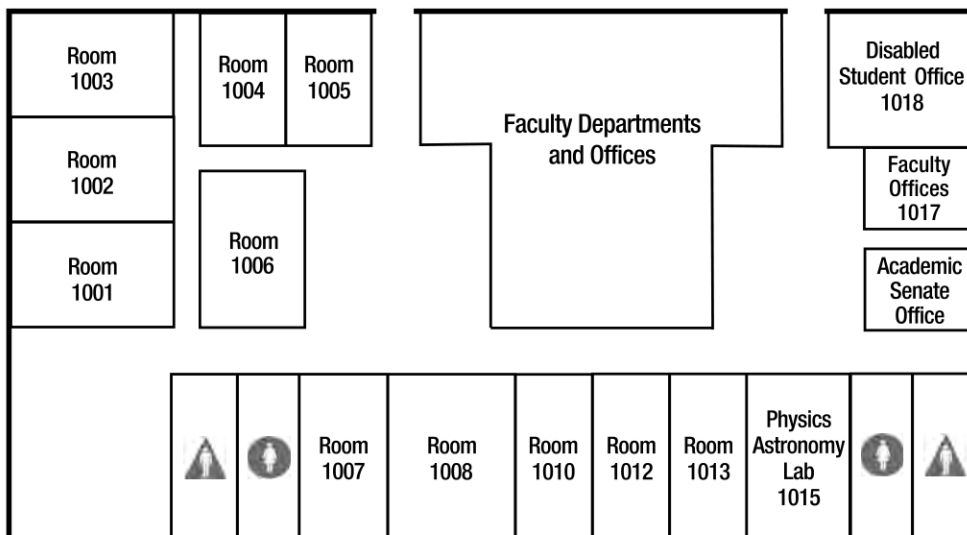 Room
1003
Room
1004
Room
1005
Faculty Departments
and Offices
Disabled
Student Office
1018
Room
1002
Faculty
Offices
1017
Room
1006
Room
1001
Academic
Senate
Office
Room
1007
Room
1008
Room
1010
Room
1012
Room
1013
Physics
Astronomy
Lab
1015